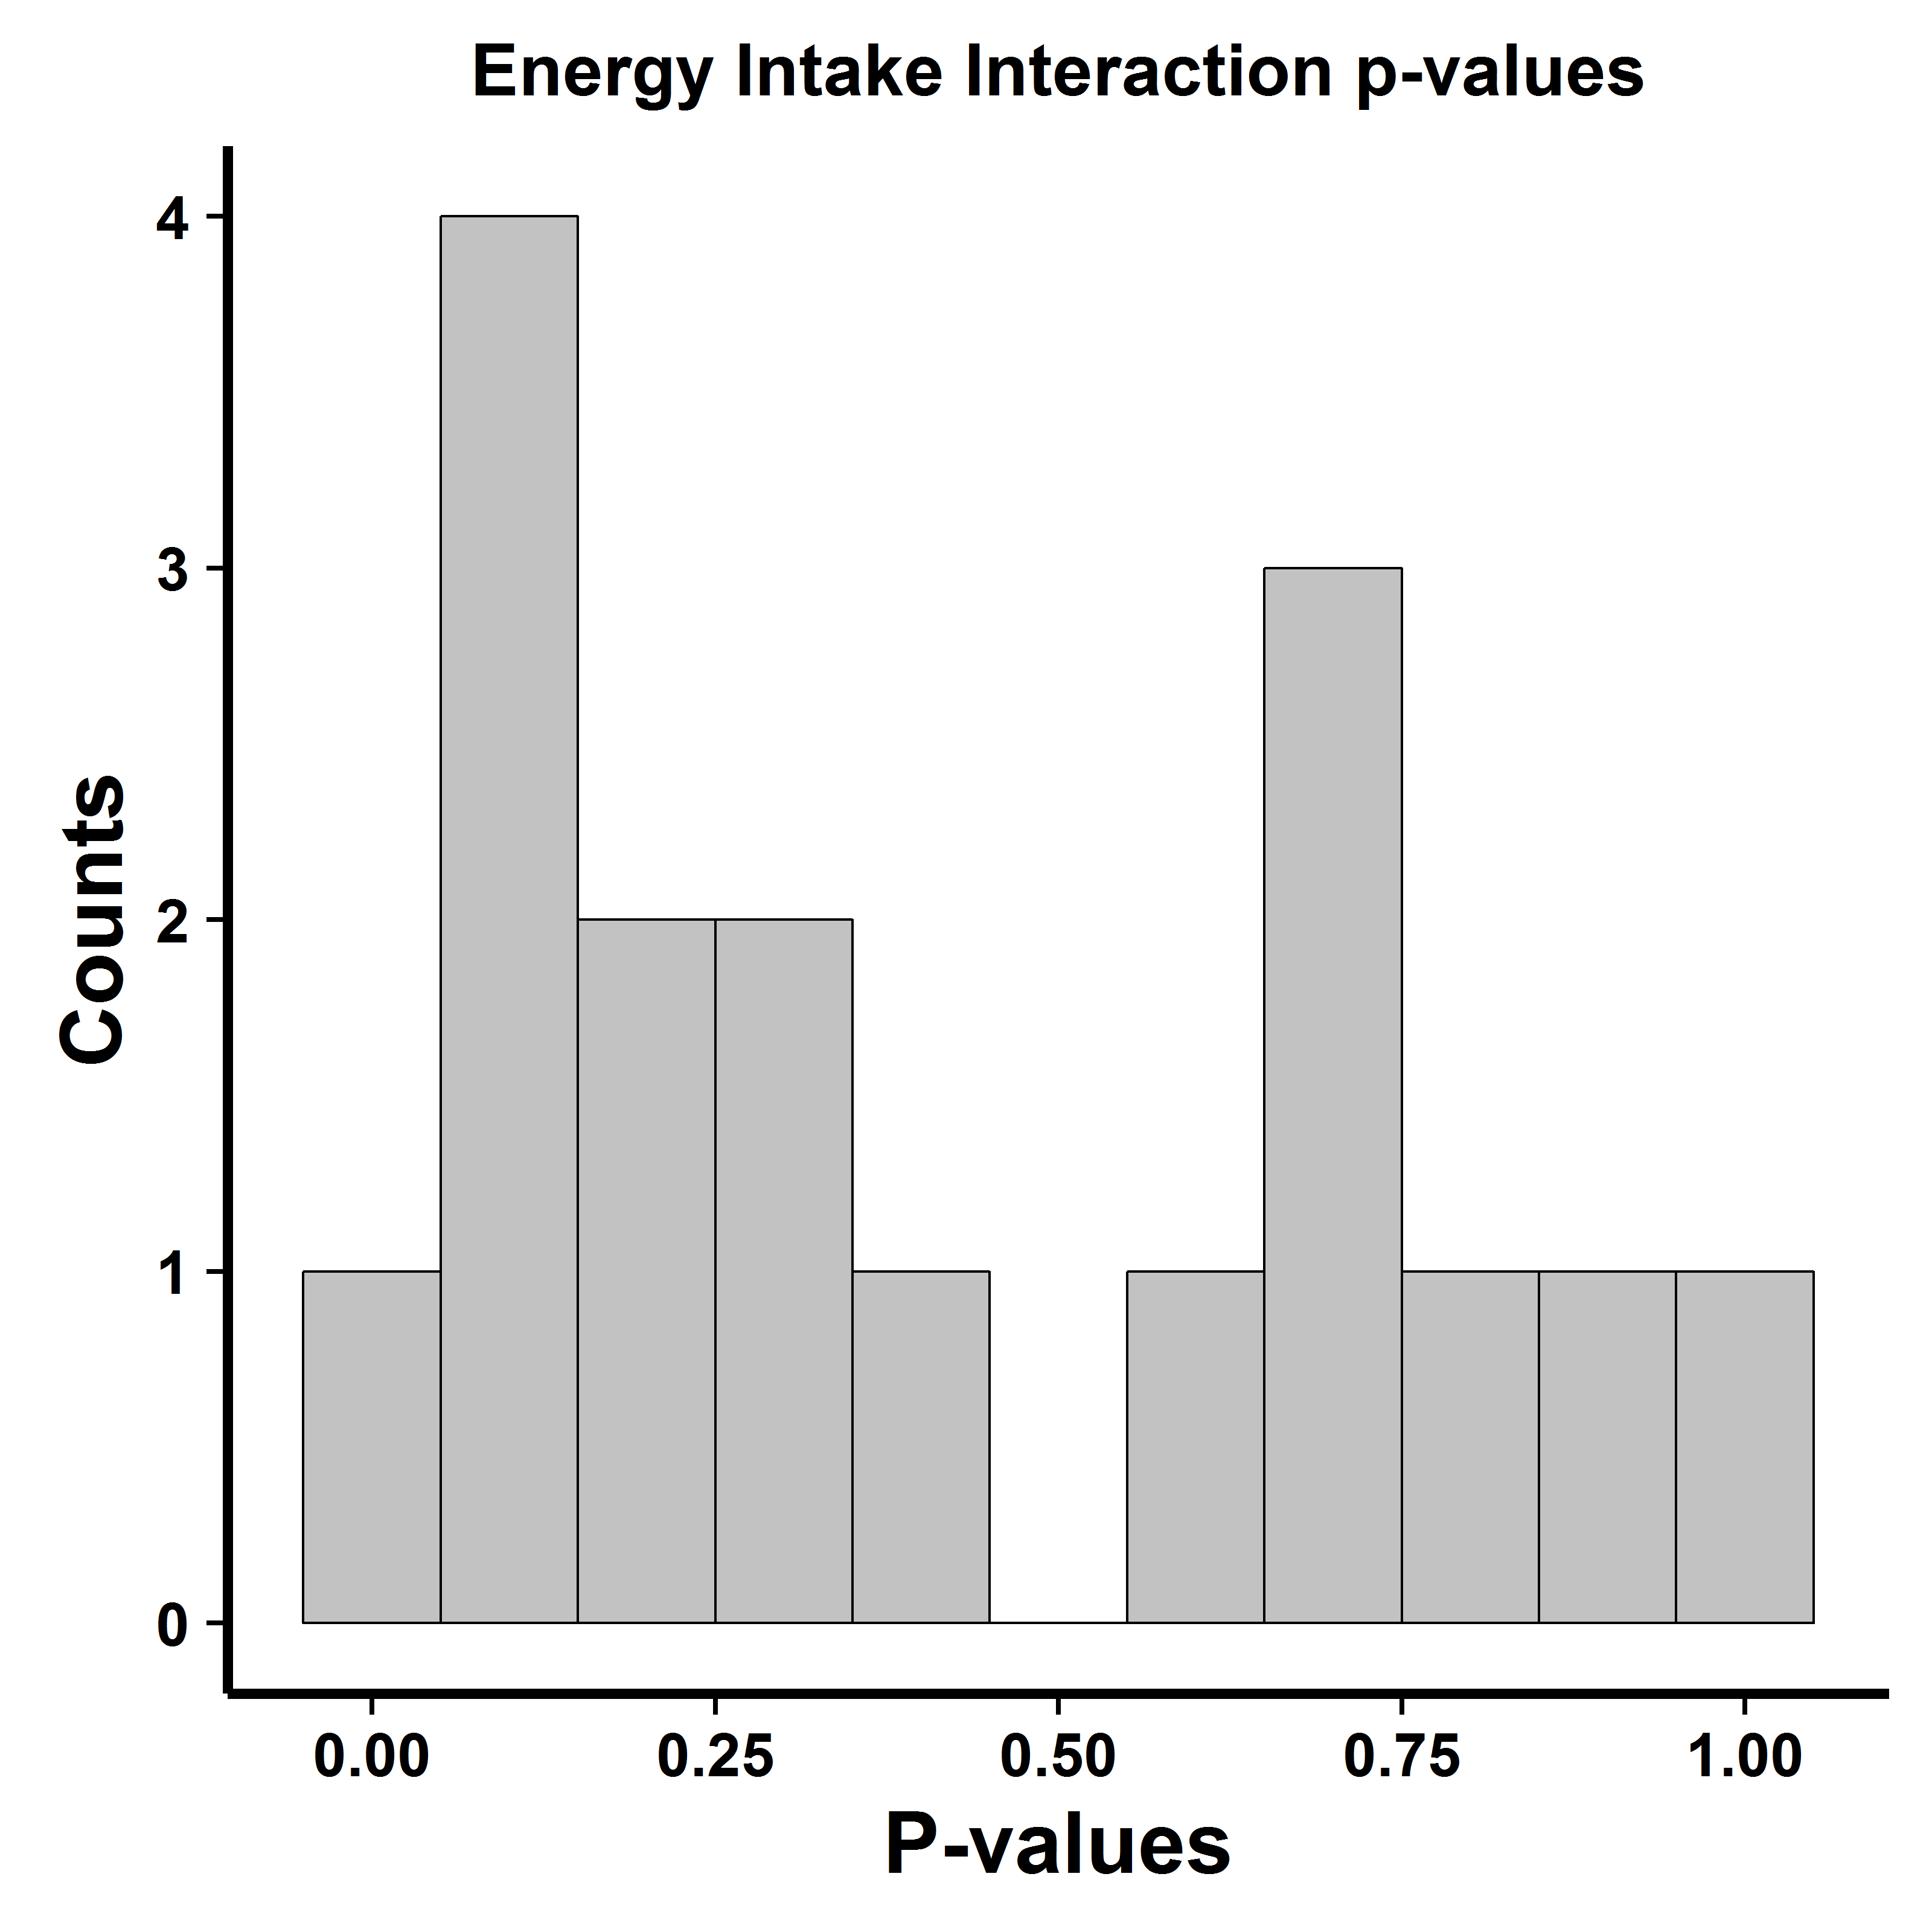 Energy Intake Interaction p-values
4
3
2
1
0
Counts
0.00 0.25 0.50 0.75 1.00
P-values